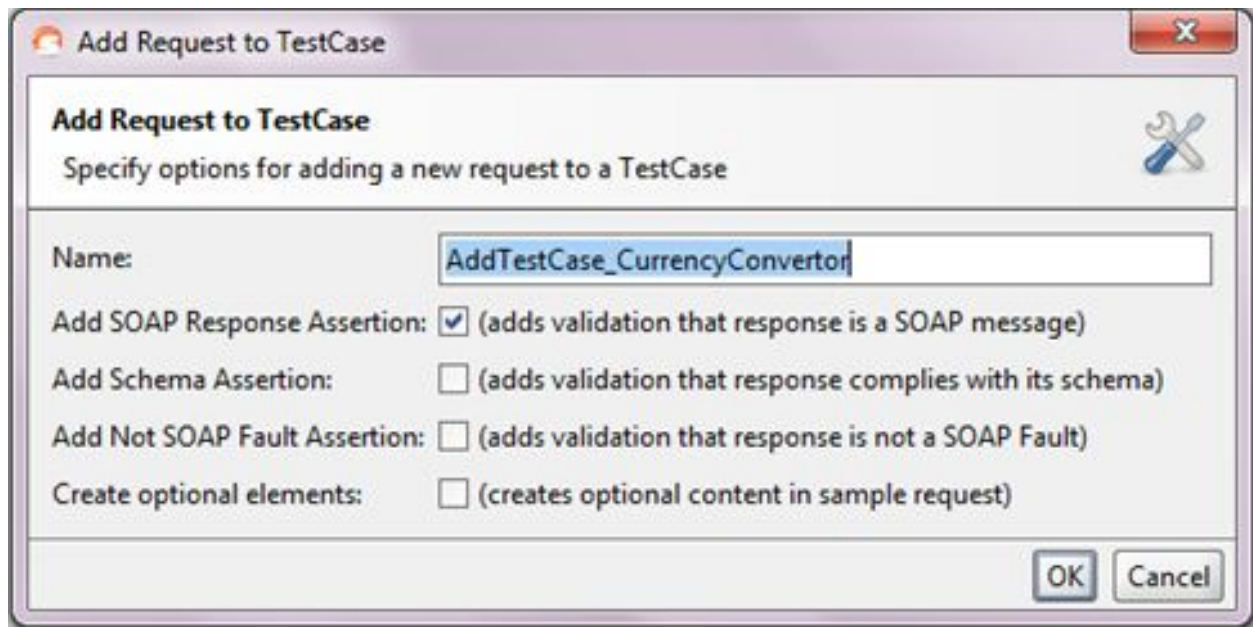 Add Request to TestCase
Add Request to TestCase
Specify options for adding a new request to a TestCase
Name: AddTestCase_CurrencyConvertor
Add SOAP Response Assertion: (adds validation that response is a SOAP message)
Add Schema Assertion: (adds validation that response complies with its schema)
Add Not SOAP Fault Assertion: (adds validation that response is not a SOAP Fault)
Create optional elements: (creates optional content in sample request)
OK Cancel